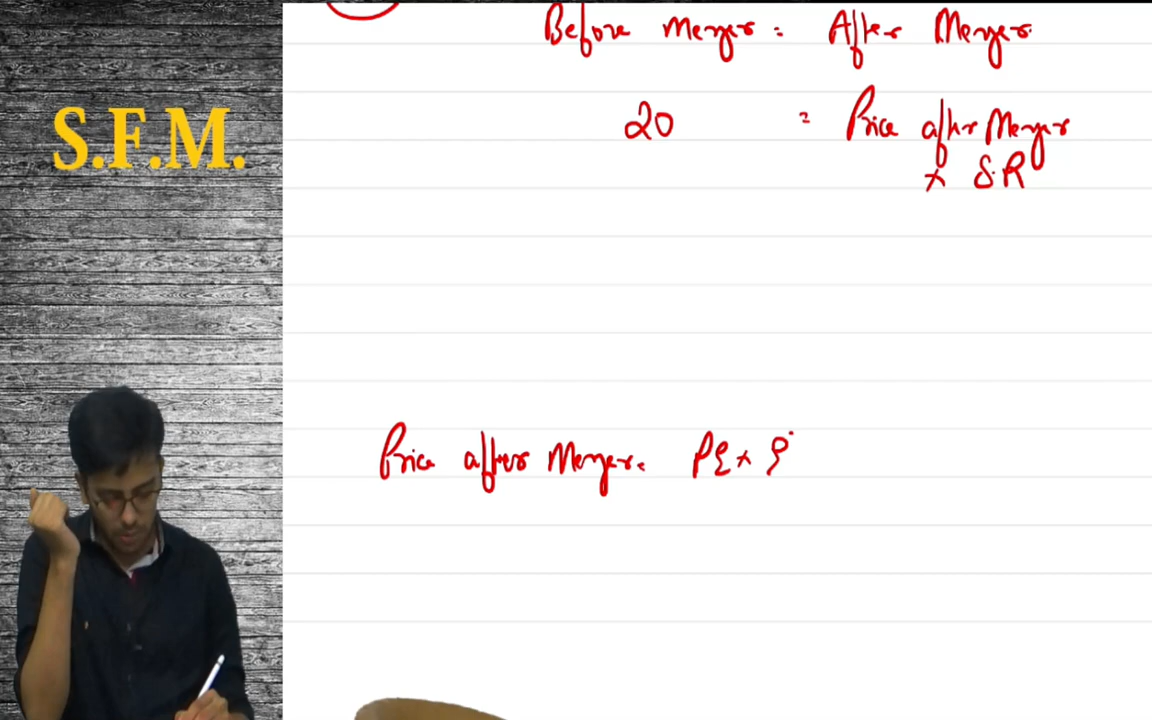 S.F.M.
Before Merger = After Merger
20 = Price after Merger
x S.R
Price after Merger = PE x